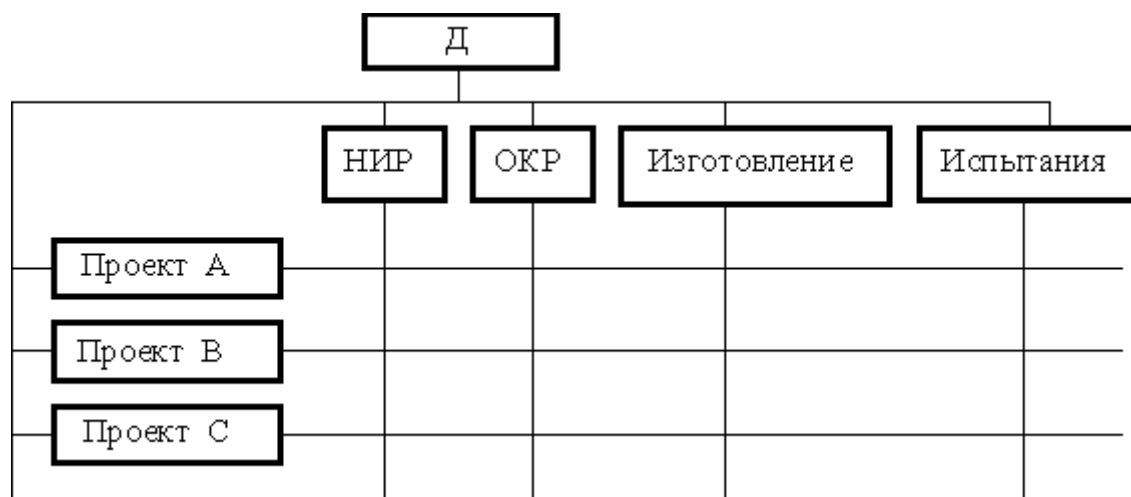 Д
НИР ОКР Изготовление Испытания
Проект А
Проект В
Проект С